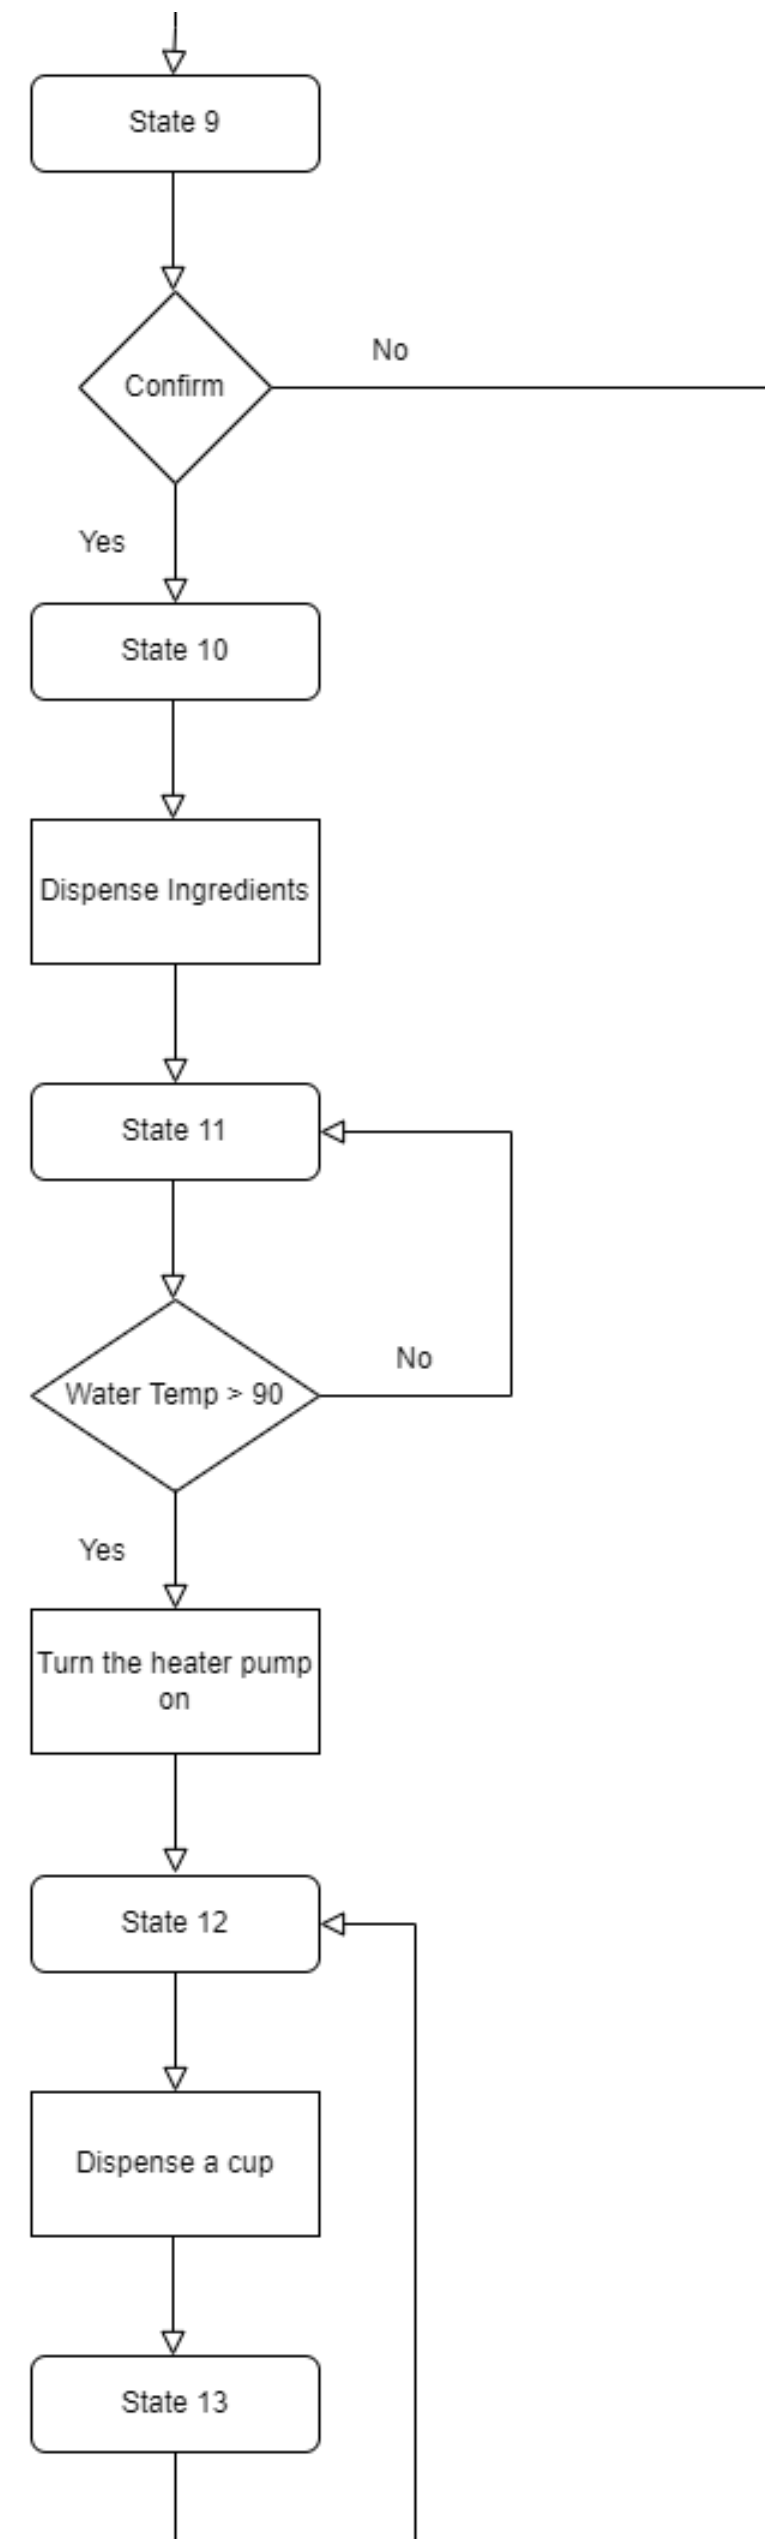 State 9
Confirm
No
Yes
State 10
Dispense Ingredients
State 11
Water Temp > 90
No
Yes
Turn the heater pump
on
State 12
Dispense a cup
State 13